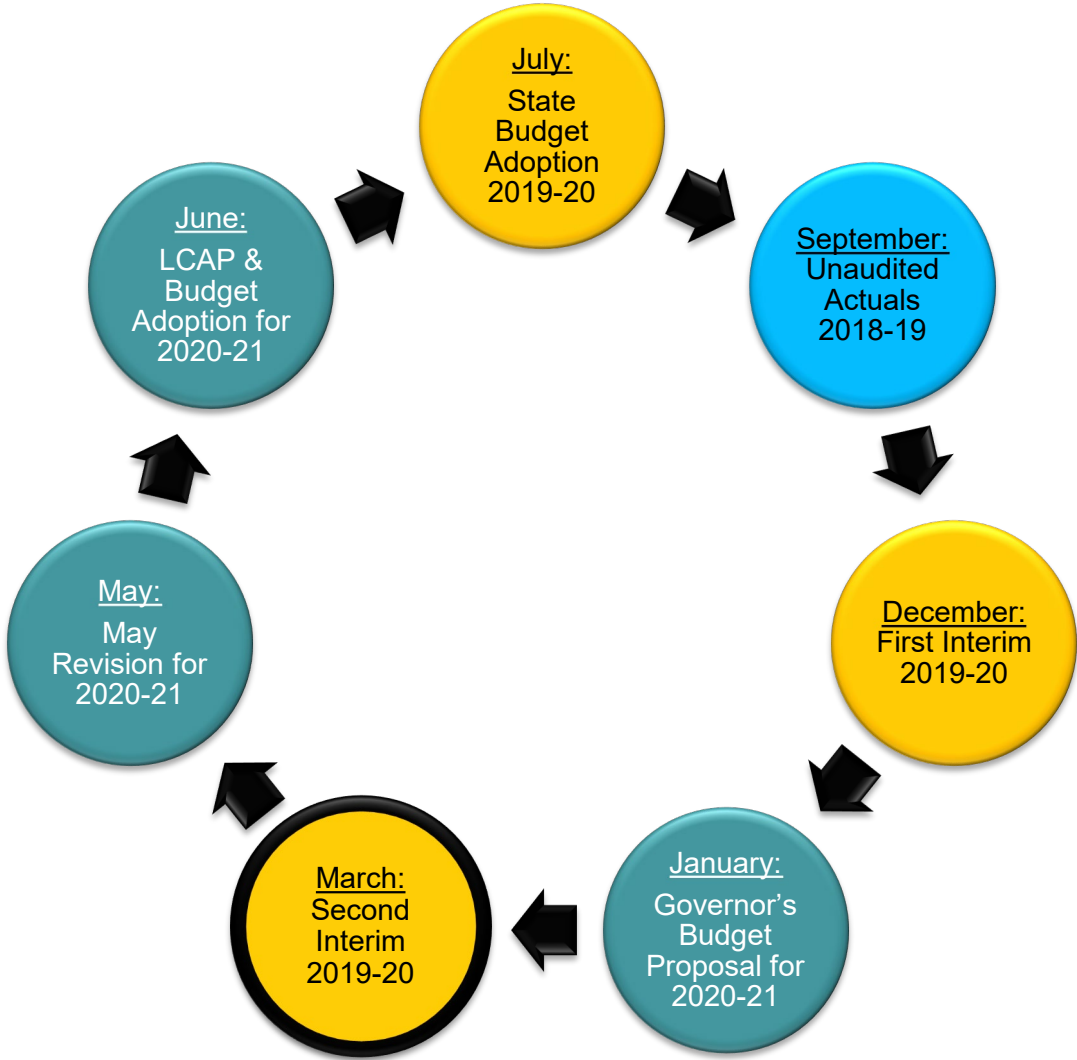 July:
State
Budget
Adoption
2019-20
September:
Unaudited
Actuals
2018-19
December:
First Interim
2019-20
January:
Governor’s
Budget
Proposal for
2020-21
March:
Second
Interim
2019-20
May:
May
Revision for
2020-21
June:
LCAP &
Budget
Adoption for
2020-21